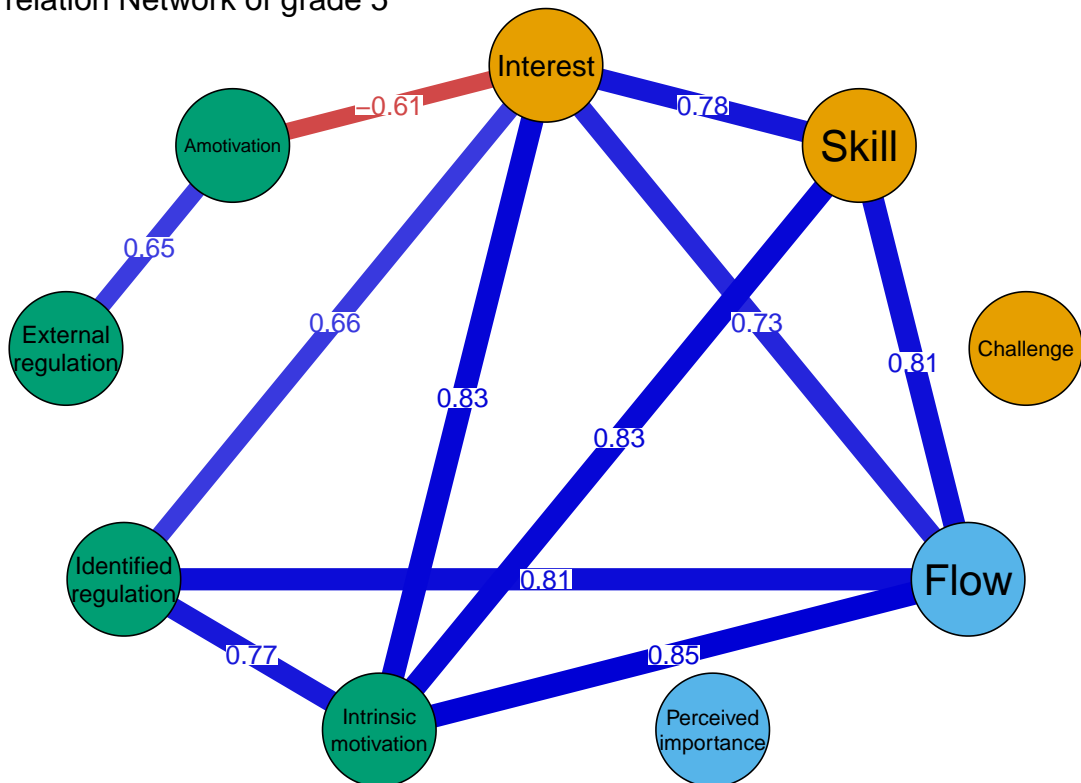 relation Network of grade 5
Interest
−0.61
0.78
Amotivation
Skill
0.65
0.66
0.73
External
regulation
Challenge
0.81
0.83
0.83
Identified
regulation
0.81
Flow
0.77
0.85
Intrinsic
motivation
Perceived
importance